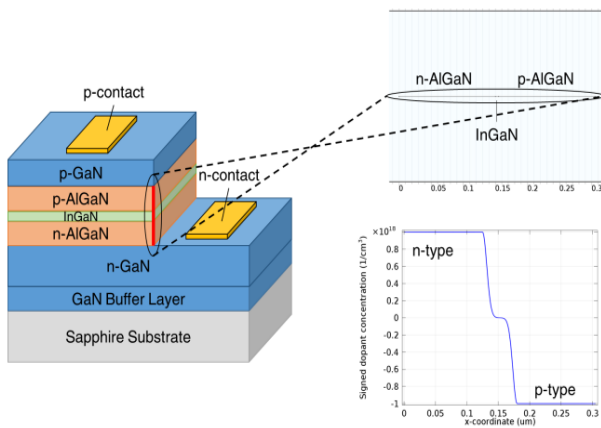 p-contact
n-contact
p-GaN
p-AlGaN
InGaN
n-AlGaN
n-GaN
GaN Buffer Layer
Sapphire Substrate
n-AlGaN p-AlGaN
InGaN
0 0.05 0.1 0.15 0.2 0.25 0.3
×10¹⁸
Signed dopant concentration (1/cm³)
n-type
0.8
0.6
0.4
0.2
0
-0.2
-0.4
-0.6
-0.8
-1
p-type
0 0.05 0.1 0.15 0.2 0.25 0.3
x-coordinate (um)